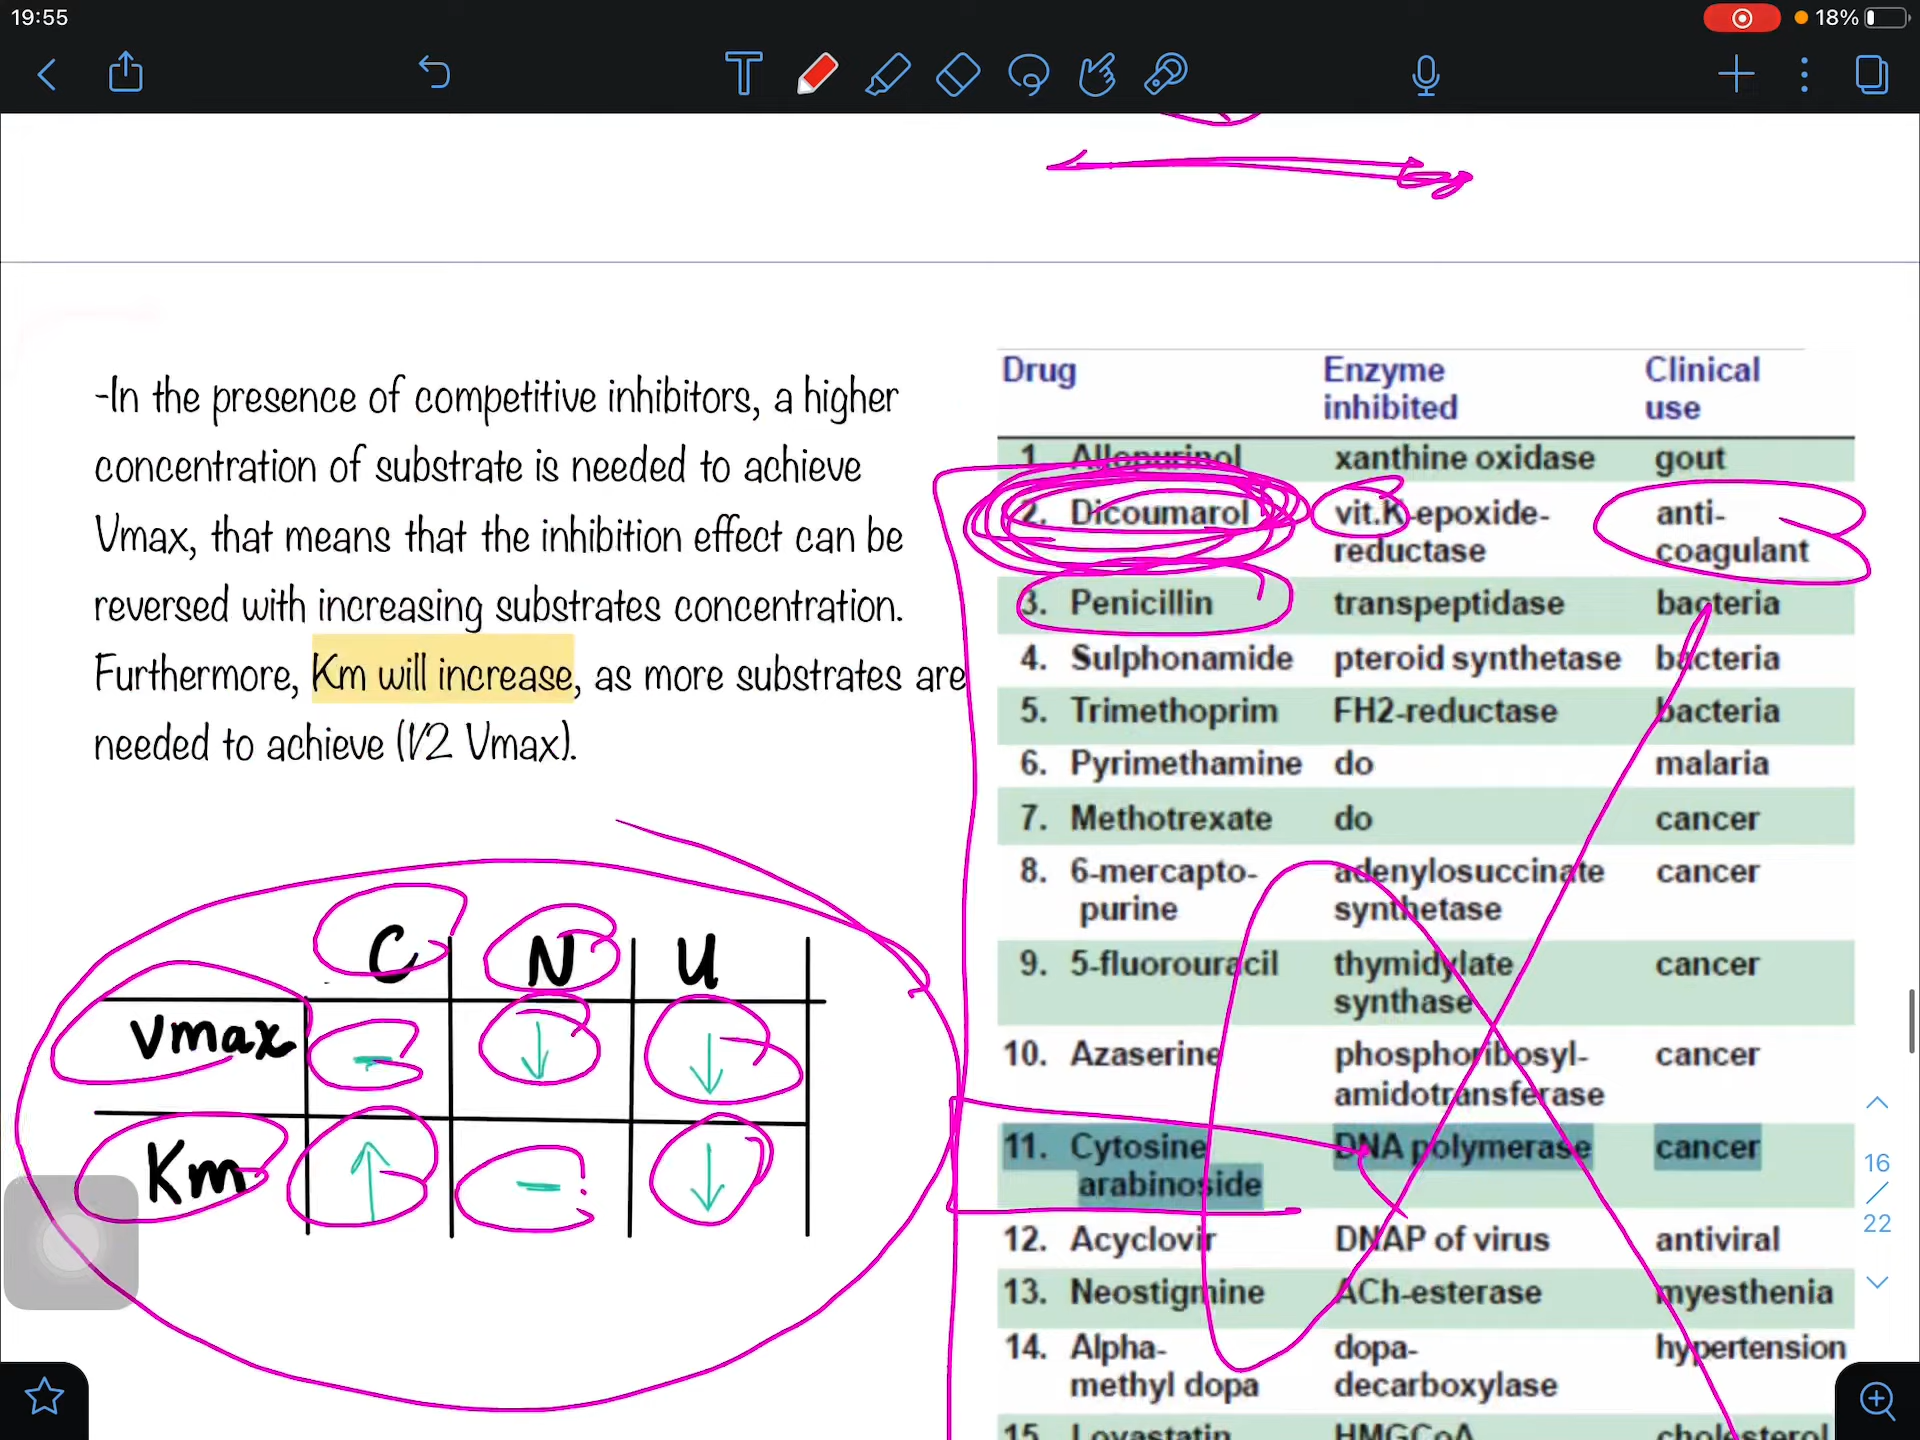 19:55
18%
T
-In the presence of competitive inhibitors, a higher
concentration of substrate is needed to achieve
Vmax, that means that the inhibition effect can be
reversed with increasing substrates concentration.
Furthermore, Km will increase, as more substrates are
needed to achieve (1/2 Vmax).
C N U
Vmax - ↓ ↓
Km ↑ - ↓
Drug Enzyme inhibited Clinical use
1. Allopurinol xanthine oxidase gout
2. Dicoumarol vit.K-epoxide- anti-
reductase coagulant
3. Penicillin transpeptidase bacteria
4. Sulphonamide pteroid synthetase bacteria
5. Trimethoprim FH2-reductase bacteria
6. Pyrimethamine do malaria
7. Methotrexate do cancer
8. 6-mercapto- adenylosuccinate cancer
purine synthetase
9. 5-fluorouracil thymidylate cancer
synthase
10. Azaserine phosphoribosyl- cancer
amidotransferase
11. Cytosine DNA polymerase cancer
arabinoside
12. Acyclovir DNAP of virus antiviral
13. Neostigmine ACh-esterase myesthenia
14. Alpha- dopa- hypertension
methyl dopa decarboxylase
15. Lovastatin HMGCoA cholesterol
16
/
22